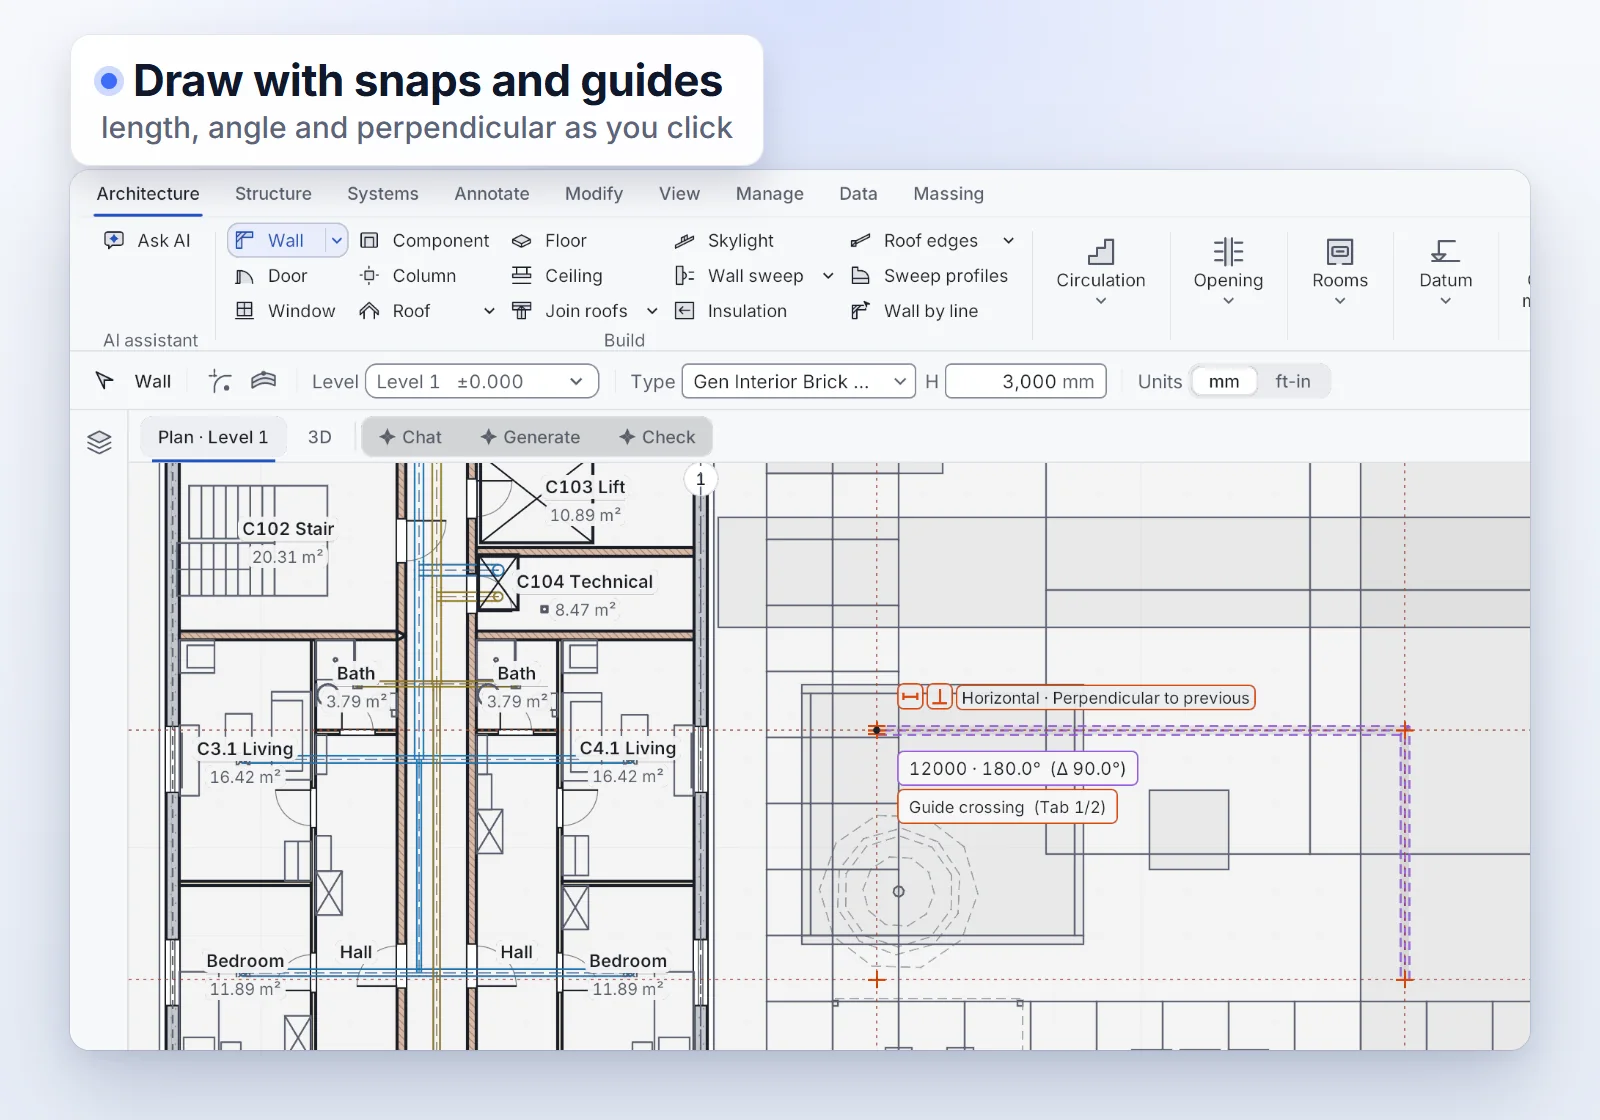 Draw with snaps and guides
length, angle and perpendicular as you click
Architecture Structure Systems Annotate Modify View Manage Data Massing
Ask AI Wall Component Floor Skylight Roof edges
Door Column Ceiling Wall sweep Sweep profiles
Window Roof Join roofs Insulation Wall by line
Circulation Opening Rooms Datum
AI assistant Build
Wall Level Level 1 ±0.000 Type Gen Interior Brick ... H 3,000 mm Units mm ft-in
Plan · Level 1 3D Chat Generate Check
1
C103 Lift
10.89 m²
C102 Stair
20.31 m²
C104 Technical
8.47 m²
Bath
3.79 m²
Bath
3.79 m²
Horizontal · Perpendicular to previous
C3.1 Living
16.42 m²
C4.1 Living
16.42 m²
12000 · 180.0° (Δ 90.0°)
Guide crossing (Tab 1/2)
Hall
Hall
Bedroom
11.89 m²
Bedroom
11.89 m²